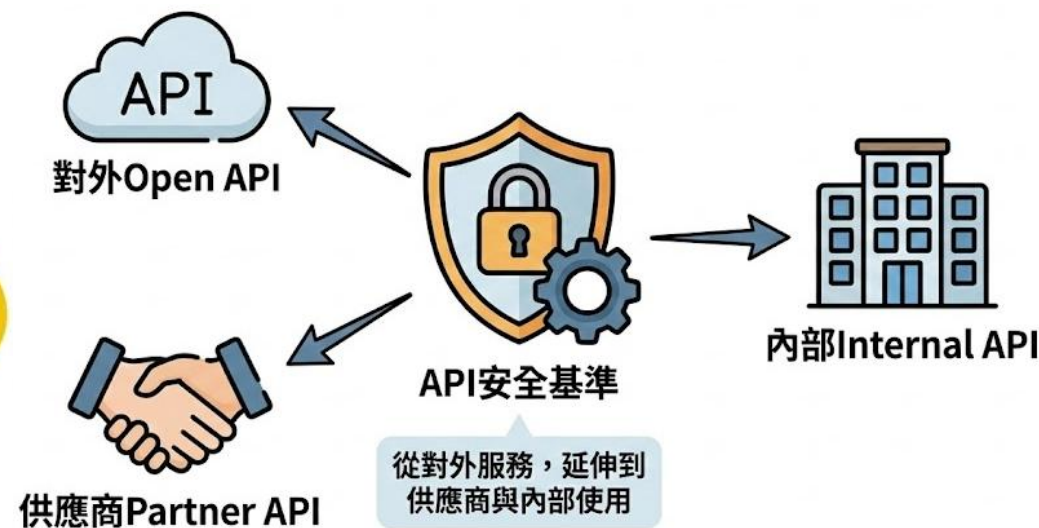 API
對外Open API
API安全基準
從對外服務，延伸到
供應商與內部使用
內部Internal API
供應商Partner API